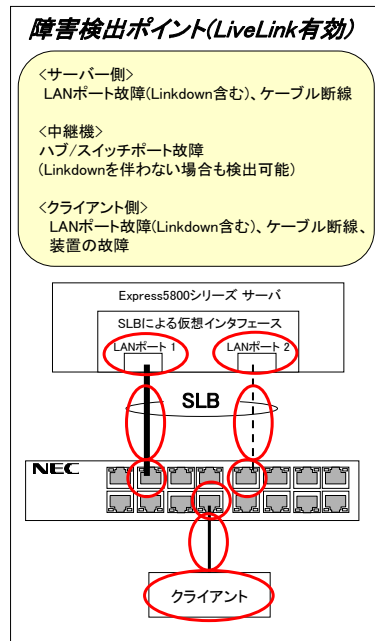 障害検出ポイント(LiveLink有効)
<サーバー側>
LANポート故障(Linkdown含む)、ケーブル断線
<中継機>
ハブ/スイッチポート故障
(Linkdownを伴わない場合も検出可能)
<クライアント側>
LANポート故障(Linkdown含む)、ケーブル断線、
装置の故障
Express5800シリーズ サーバ
SLBによる仮想インタフェース
LANポート 1
LANポート 2
SLB
NEC
クライアント